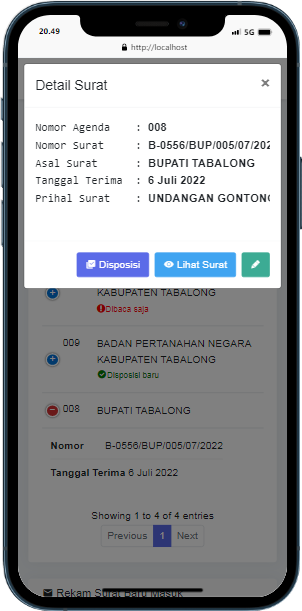 20.49
5G
http://localhost
Detail Surat ×
Nomor Agenda : 008
Nomor Surat : B-0556/BUP/005/07/202
Asal Surat : BUPATI TABALONG
Tanggal Terima : 6 Juli 2022
Prihal Surat : UNDANGAN GONTONG
Disposisi Lihat Surat
KABUPATEN TABALONG
Dibaca saja
009 BADAN PERTANAHAN NEGARA
KABUPATEN TABALONG
Disposisi baru
008 BUPATI TABALONG
Nomor B-0556/BUP/005/07/2022
Tanggal Terima 6 Juli 2022
Showing 1 to 4 of 4 entries
Previous 1 Next
Rekam Surat Baru Masuk